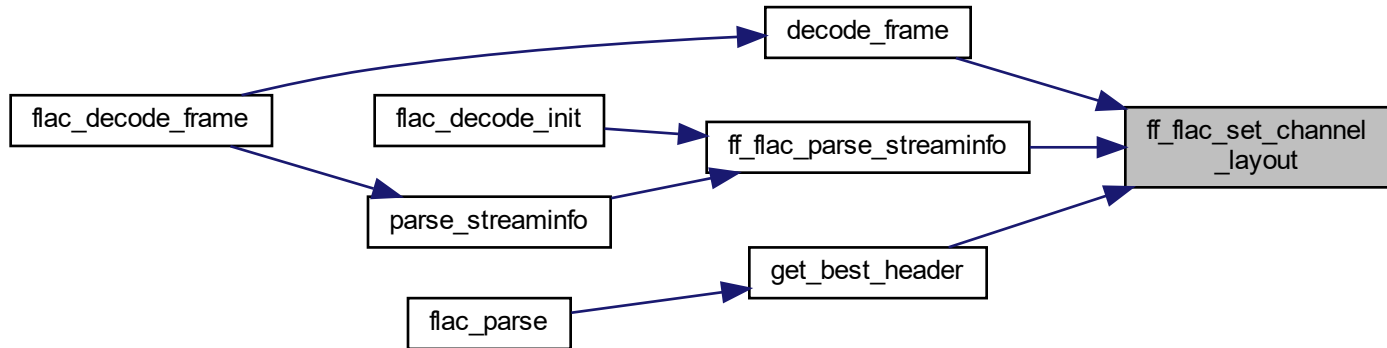 decode_frame
flac_decode_frame
flac_decode_init
ff_flac_parse_streaminfo
ff_flac_set_channel
_layout
parse_streaminfo
get_best_header
flac_parse